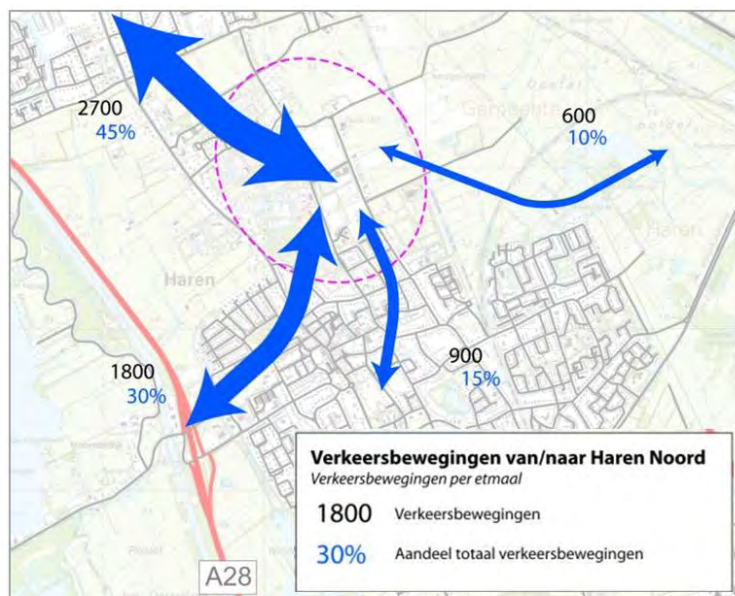 2700
45%
600
10%
Haren
Haren
1800
30%
900
15%
Verkeersbewegingen van/naar Haren Noord
Verkeersbewegingen per etmaal
1800 Verkeersbewegingen
30% Aandeel totaal verkeersbewegingen
A28